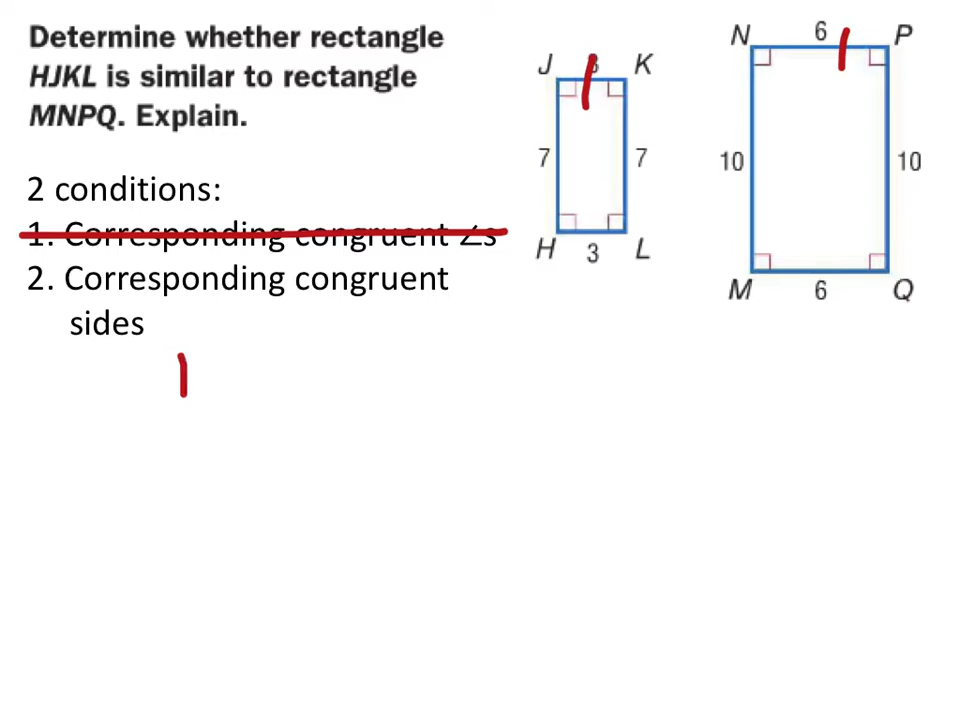 Determine whether rectangle
HJKL is similar to rectangle
MNPQ. Explain.
2 conditions:
1. Corresponding congruent ∠s
2. Corresponding congruent
sides
J
K
7
7
H
3
L
N
6
P
10
10
M
6
Q